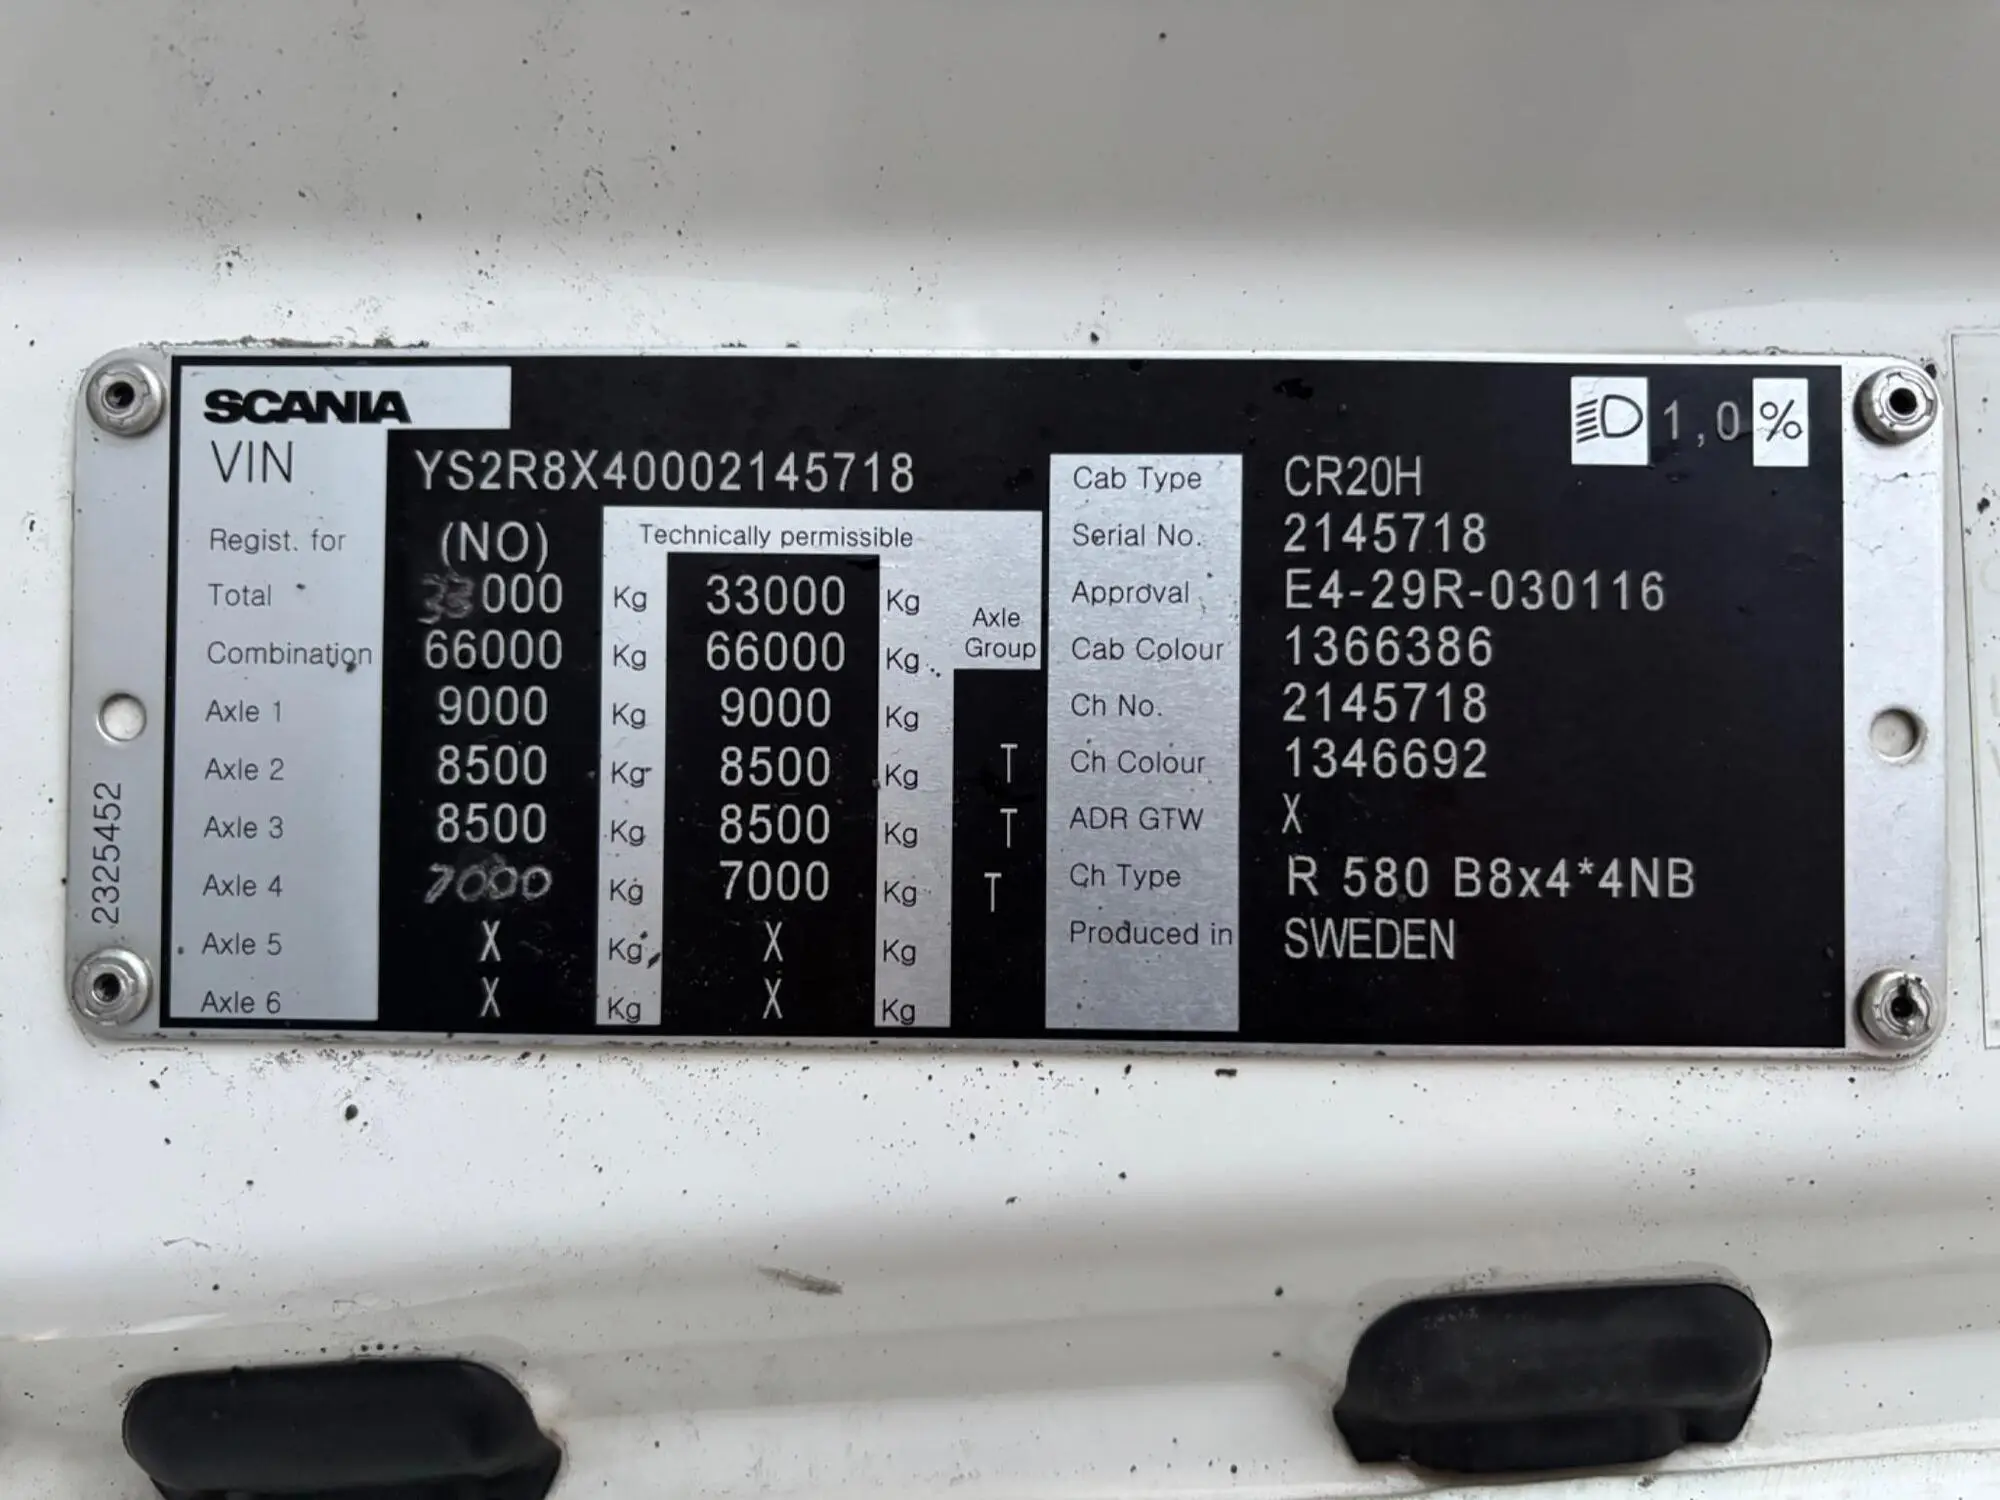 SCANIA
1,0 %
VIN YS2R8X40002145718
Regist. for (NO) Technically permissible
Total 33000 Kg 33000 Kg
Combination 66000 Kg 66000 Kg
Axle Group
Axle 1 9000 Kg 9000 Kg
Axle 2 8500 Kg 8500 Kg T
Axle 3 8500 Kg 8500 Kg T
Axle 4 7000 Kg 7000 Kg T
Axle 5 X Kg X Kg
Axle 6 X Kg X Kg
Cab Type CR20H
Serial No. 2145718
Approval E4-29R-030116
Cab Colour 1366386
Ch No. 2145718
Ch Colour 1346692
ADR GTW X
Ch Type R 580 B8x4*4NB
Produced in SWEDEN
2325452